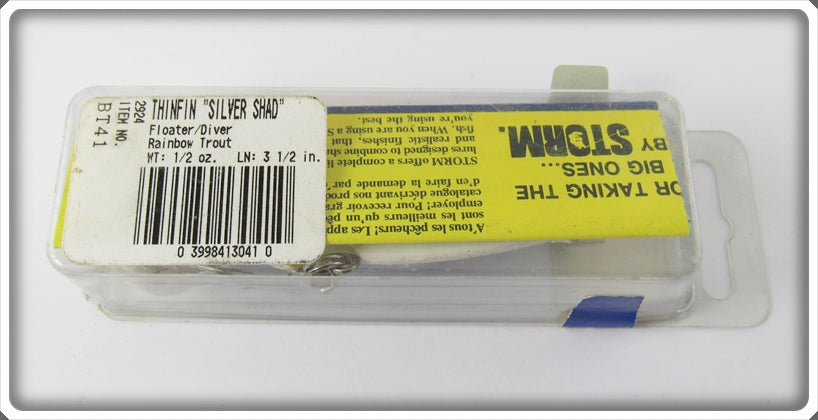 2924 THINFIN "SILVER SHAD"
ITEM NO.
BT41
Floater/Diver
Rainbow Trout
WT: 1/2 oz. LN: 3 1/2 in.
0 3998413041 0
OR TAKING THE
BIG ONES...
BY STORM.
A tous les pêcheurs! Les app
sont les meilleurs qu'un pê
employer! Pour recevoir gra
catalogue dérivant nos prod
d'en faire la demande par
STORM offers a complete li
lures designed to combine sha
and realistic finishes, that
fish. When you are using a S
you're using the best.